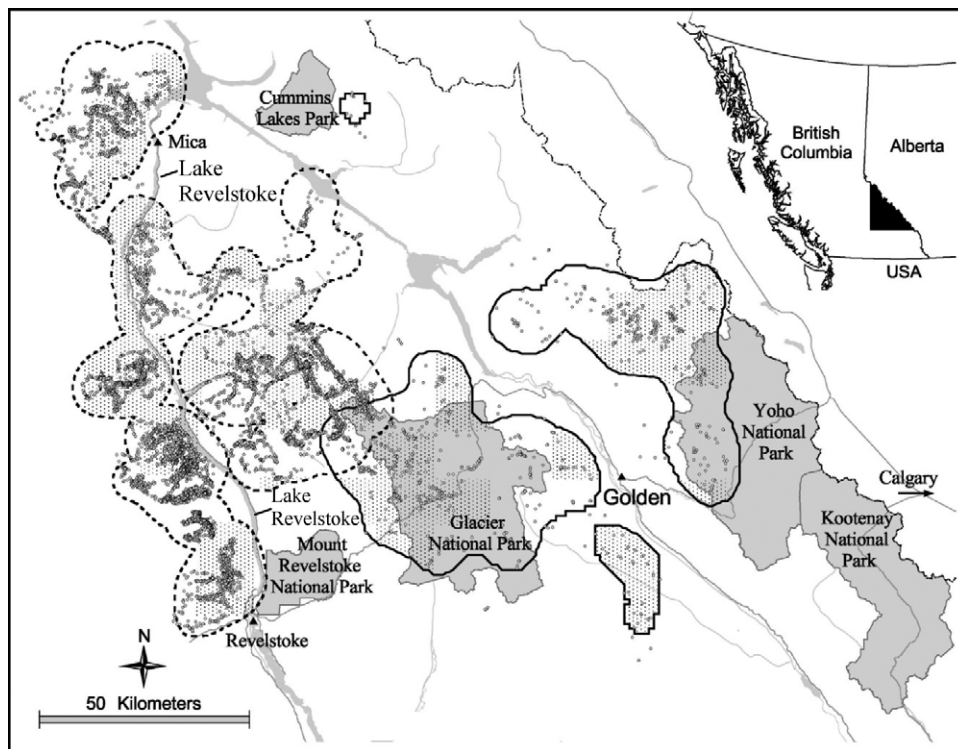 Cummins
Lakes Park
Mica
Lake
Revelstoke
British
Columbia
Alberta
USA
Yoho
National
Park
Calgary
Golden
Kootenay
National
Park
Glacier
National Park
Lake
Revelstoke
Mount
Revelstoke
National Park
Revelstoke
N
50 Kilometers